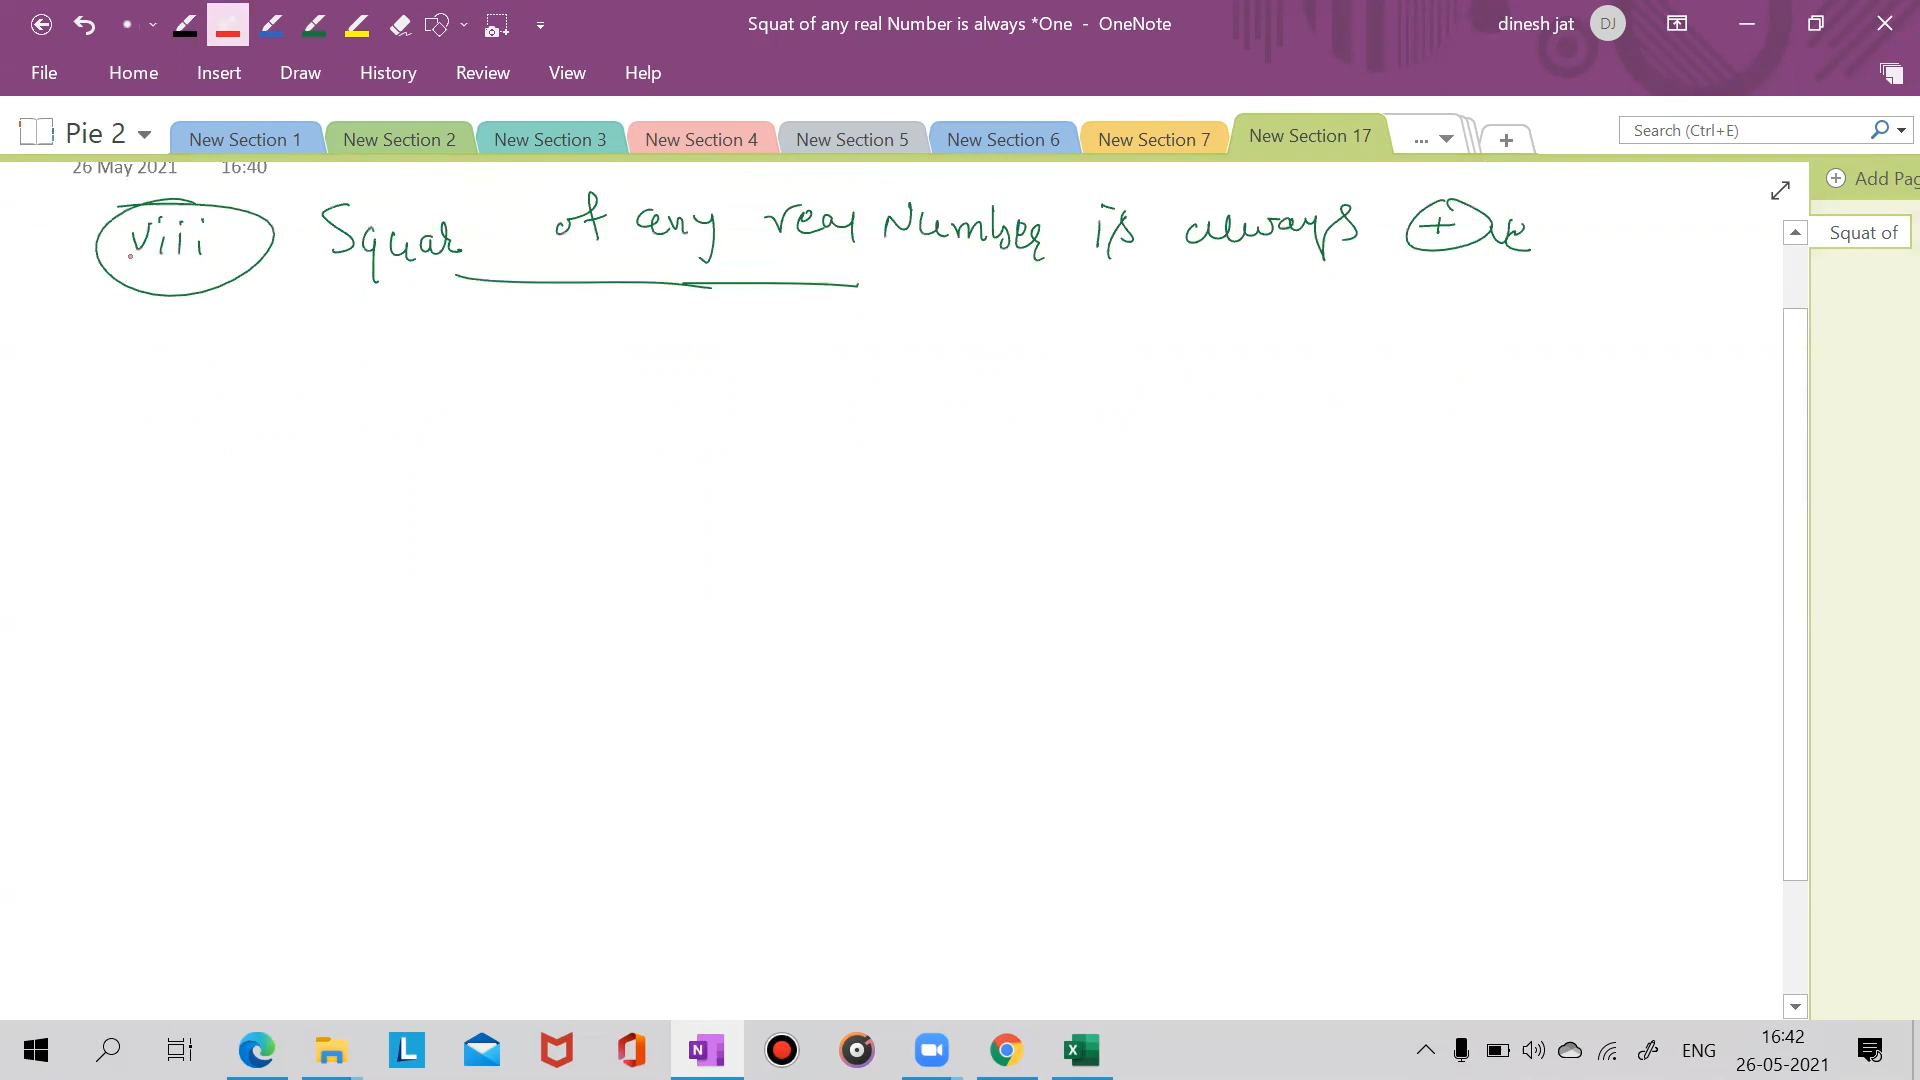 Squat of any real Number is always *One - OneNote
dinesh jat
DJ
File Home Insert Draw History Review View Help
Pie 2
New Section 1 New Section 2 New Section 3 New Section 4 New Section 5 New Section 6 New Section 7 New Section 17 ...
Search (Ctrl+E)
26 May 2021 16:40
Add Pag
Squat of
viii Squar of any real Number is always +ve
L
N
X
ENG
16:42
26-05-2021